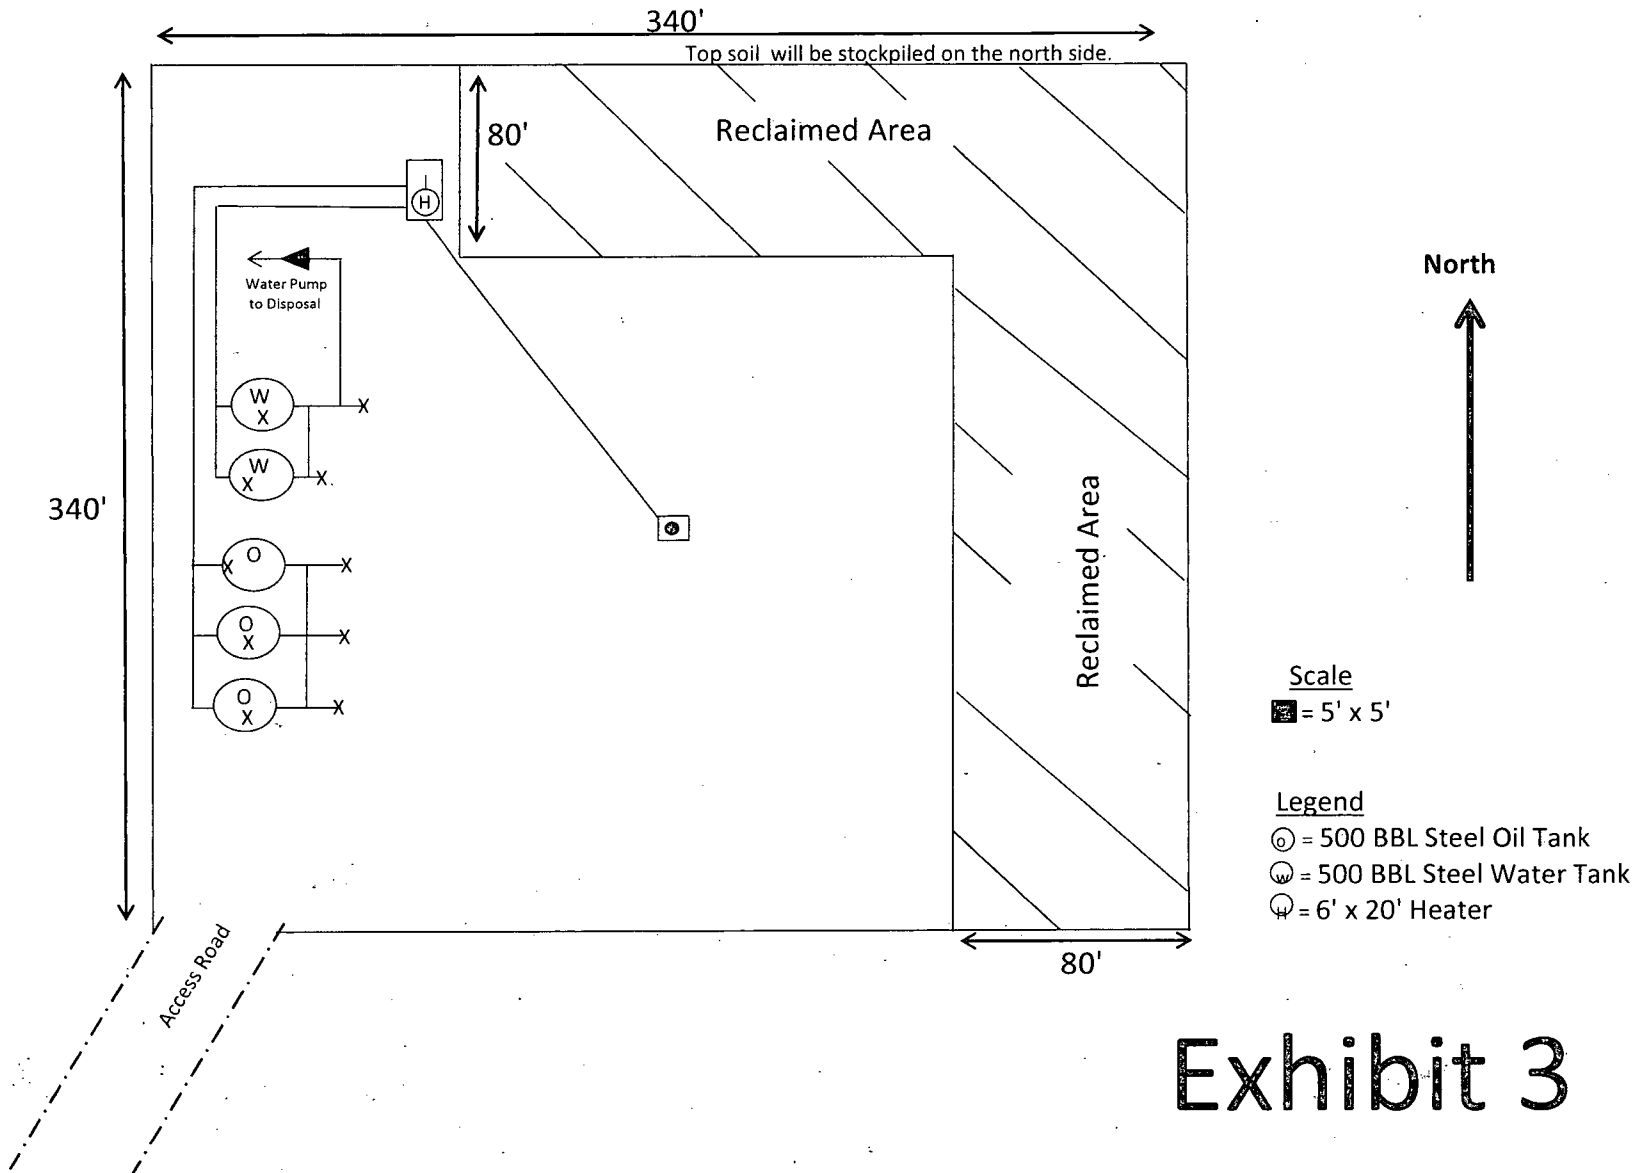 340'
Top soil will be stockpiled on the north side.
80'
Reclaimed Area
H
Water Pump
to Disposal
North
W
X
X
W
X
X
340'
O
X
X
Reclaimed Area
O
X
X
O
X
X
Scale
= 5' x 5'
Legend
O = 500 BBL Steel Oil Tank
W = 500 BBL Steel Water Tank
H = 6' x 20' Heater
Access Road
80'
Exhibit 3